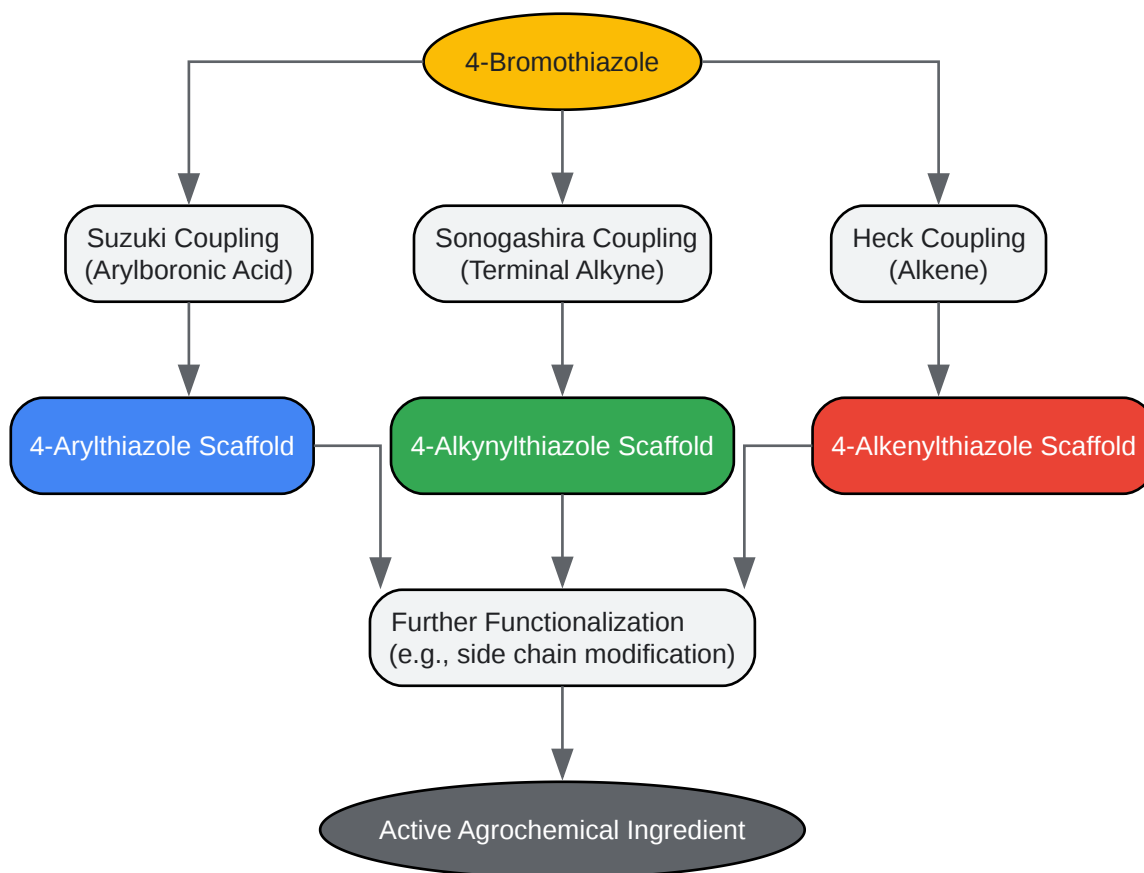 4-Bromothiazole
Suzuki Coupling
(Arylboronic Acid)
Sonogashira Coupling
(Terminal Alkyne)
Heck Coupling
(Alkene)
4-Arylthiazole Scaffold
4-Alkynylthiazole Scaffold
4-Alkenylthiazole Scaffold
Further Functionalization
(e.g., side chain modification)
Active Agrochemical Ingredient